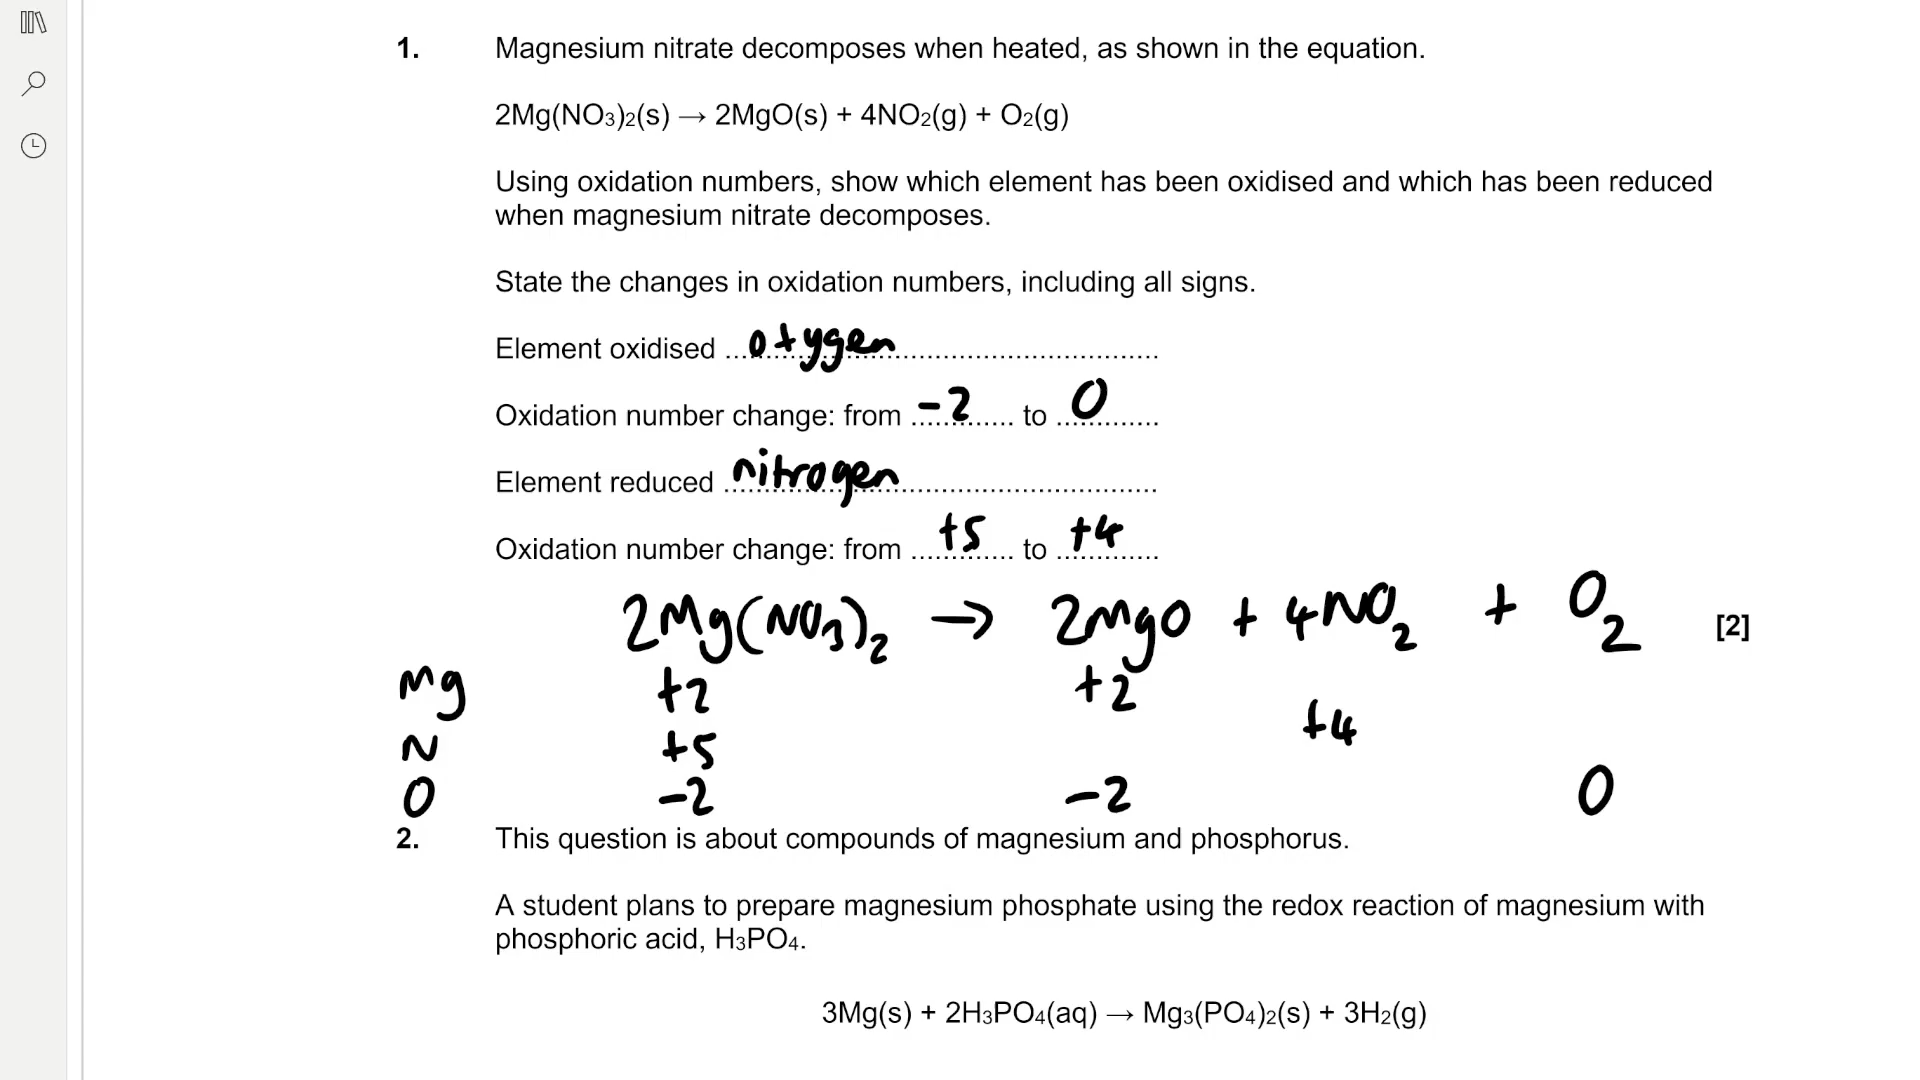 1. Magnesium nitrate decomposes when heated, as shown in the equation.
2Mg(NO3)2(s) → 2MgO(s) + 4NO2(g) + O2(g)
Using oxidation numbers, show which element has been oxidised and which has been reduced
when magnesium nitrate decomposes.
State the changes in oxidation numbers, including all signs.
Element oxidised ... oxygen ...
Oxidation number change: from ... -2 ... to ... 0 ...
Element reduced ... nitrogen ...
Oxidation number change: from ... +5 ... to ... +4 ...
2Mg(NO3)2 → 2MgO + 4NO2 + O2 [2]
Mg +2 +2
N +5 +4
O -2 -2 0
2. This question is about compounds of magnesium and phosphorus.
A student plans to prepare magnesium phosphate using the redox reaction of magnesium with
phosphoric acid, H3PO4.
3Mg(s) + 2H3PO4(aq) → Mg3(PO4)2(s) + 3H2(g)